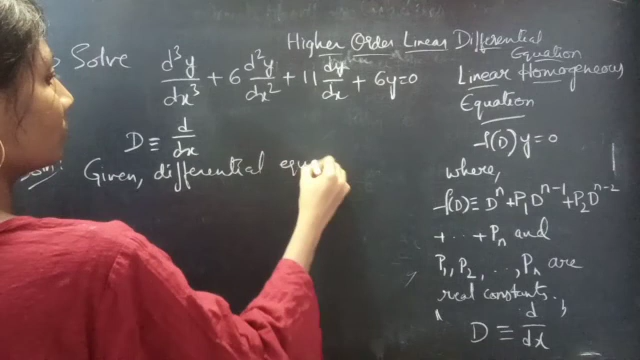 Higher Order Linear Differential
Equation
Solve d³y/dx³ + 6 d²y/dx² + 11 dy/dx + 6y=0
D ≡ d/dx
Soln: Given, differential equ
Linear Homogeneous
Equation
f(D)y=0
where,
f(D) ≡ Dⁿ+P₁Dⁿ⁻¹+P₂Dⁿ⁻²
+ ... + Pₙ and
P₁, P₂, ..., Pₙ are
real constants.
D ≡ d/dx